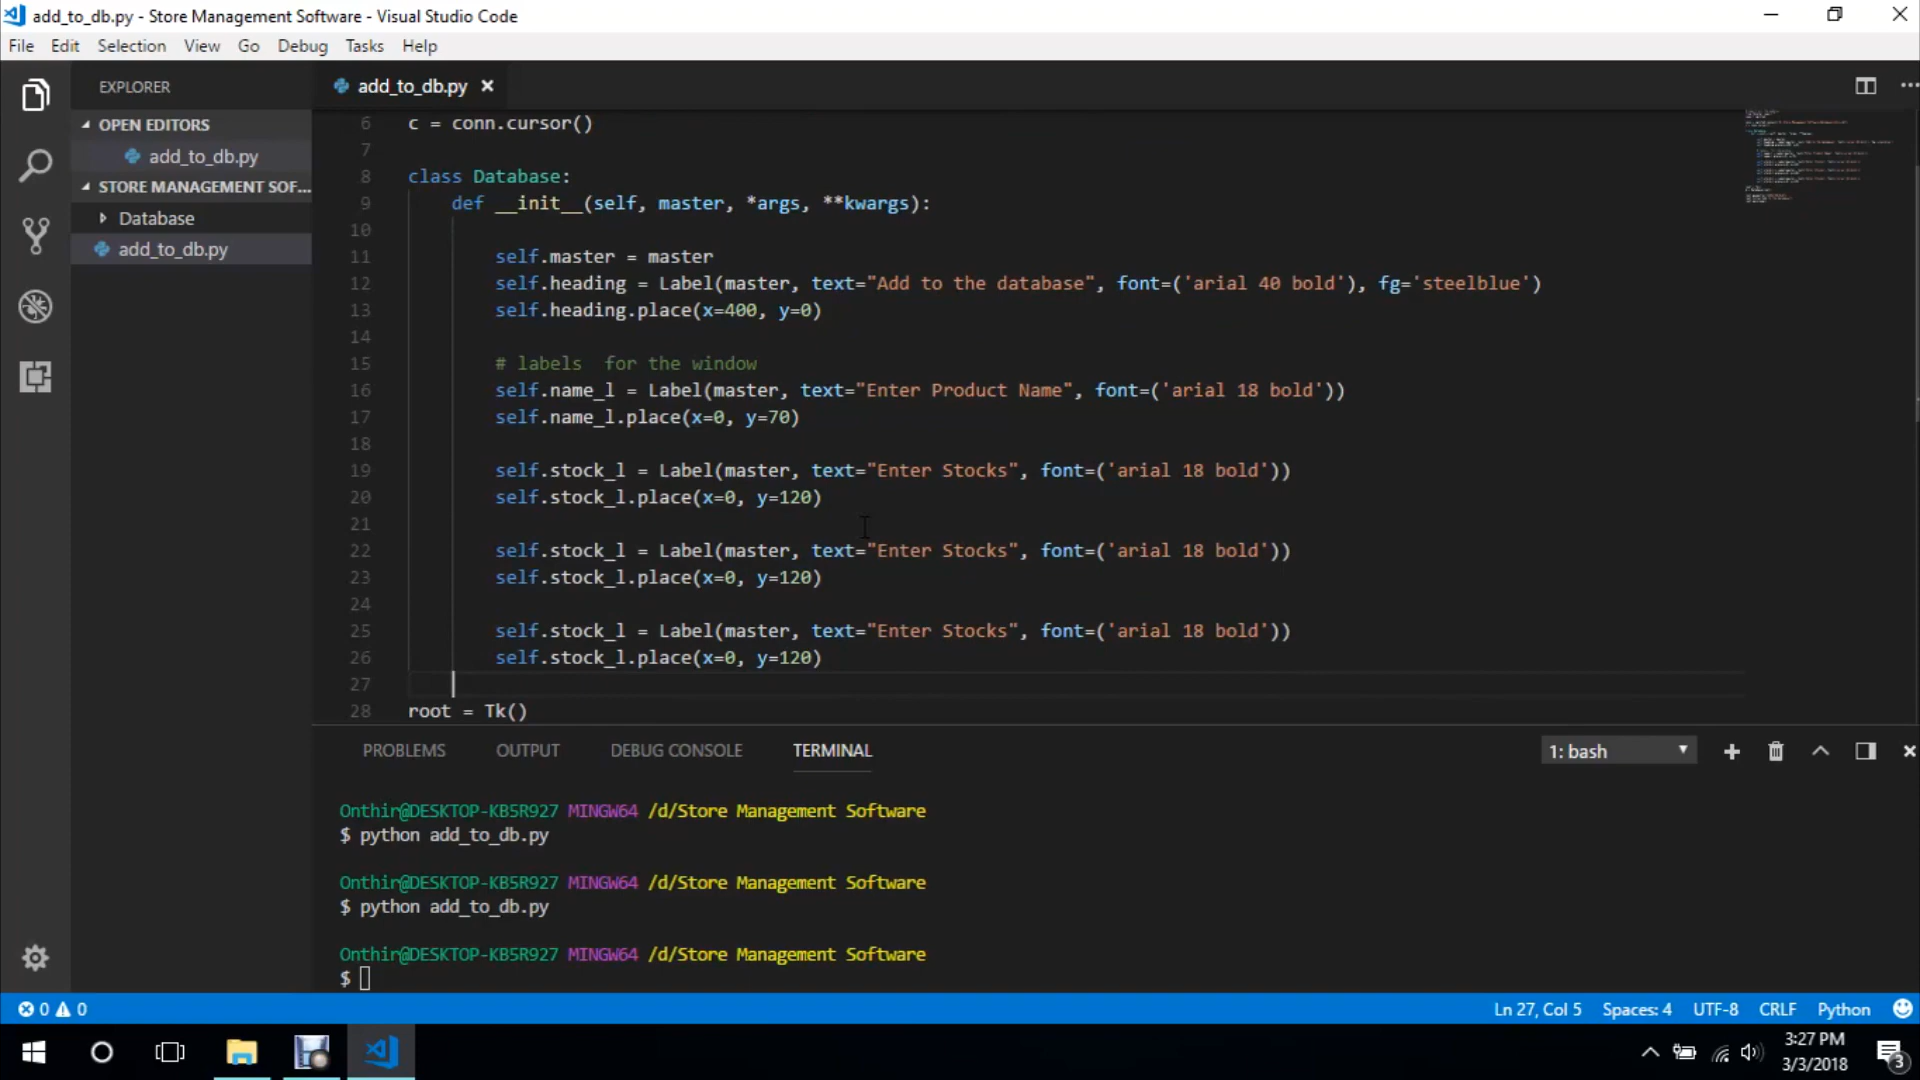 add_to_db.py - Store Management Software - Visual Studio Code
File Edit Selection View Go Debug Tasks Help
EXPLORER
OPEN EDITORS
add_to_db.py
STORE MANAGEMENT SOF...
Database
add_to_db.py
add_to_db.py
6 c = conn.cursor()
7
8 class Database:
9 def __init__(self, master, *args, **kwargs):
10
11 self.master = master
12 self.heading = Label(master, text="Add to the database", font=('arial 40 bold'), fg='steelblue')
13 self.heading.place(x=400, y=0)
14
15 # labels  for the window
16 self.name_l = Label(master, text="Enter Product Name", font=('arial 18 bold'))
17 self.name_l.place(x=0, y=70)
18
19 self.stock_l = Label(master, text="Enter Stocks", font=('arial 18 bold'))
20 self.stock_l.place(x=0, y=120)
21
22 self.stock_l = Label(master, text="Enter Stocks", font=('arial 18 bold'))
23 self.stock_l.place(x=0, y=120)
24
25 self.stock_l = Label(master, text="Enter Stocks", font=('arial 18 bold'))
26 self.stock_l.place(x=0, y=120)
27
28 root = Tk()
PROBLEMS OUTPUT DEBUG CONSOLE TERMINAL
1: bash
Onthir@DESKTOP-KB5R927 MINGW64 /d/Store Management Software
$ python add_to_db.py
Onthir@DESKTOP-KB5R927 MINGW64 /d/Store Management Software
$ python add_to_db.py
Onthir@DESKTOP-KB5R927 MINGW64 /d/Store Management Software
$
0 0
Ln 27, Col 5 Spaces: 4 UTF-8 CRLF Python
3:27 PM
3/3/2018
3